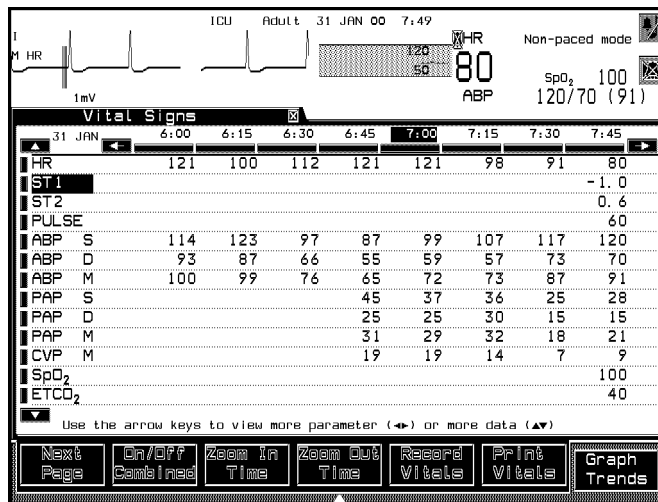 ICU Adult 31 JAN 00 7:49
I
M HR
1mV
120
50
HR
80
ABP
Non-paced mode
SpO₂ 100
120/70 (91)
Vital Signs
31 JAN 6:00 6:15 6:30 6:45 7:00 7:15 7:30 7:45
HR 121 100 112 121 121 98 91 80
ST1 -1.0
ST2 0.6
PULSE 60
ABP S 114 123 97 87 99 107 117 120
ABP D 93 87 66 55 59 57 73 70
ABP M 100 99 76 65 72 73 87 91
PAP S 45 37 36 25 28
PAP D 25 25 30 15 15
PAP M 31 29 32 18 21
CVP M 19 19 14 7 9
SpO₂ 100
ETCO₂ 40
Use the arrow keys to view more parameter (◄►) or more data (▲▼)
Next Page
On/Off Combined
Zoom In Time
Zoom Out Time
Record Vitals
Print Vitals
Graph Trends